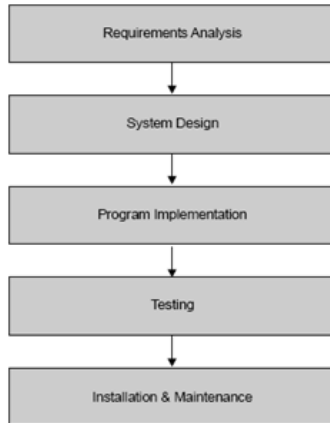 Requirements Analysis
System Design
Program Implementation
Testing
Installation & Maintenance